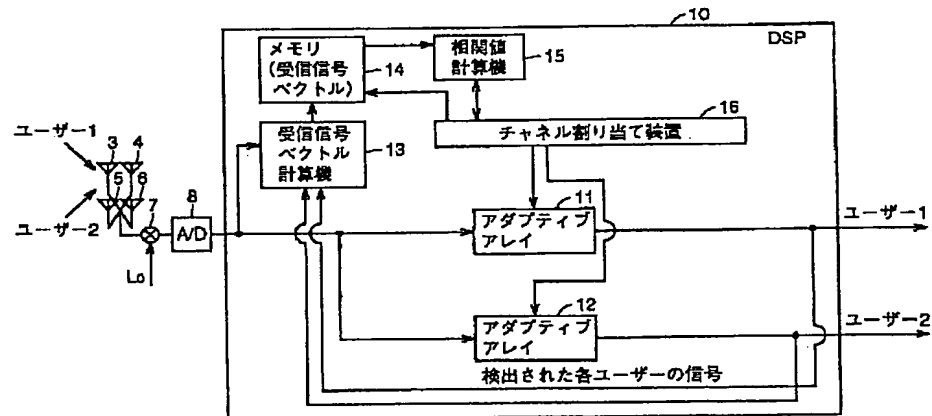 10
DSP
メモリ
(受信信号
ベクトル)
14
相関値
計算機
15
16
チャネル割り当て装置
ユーザー1
3
4
受信信号
ベクトル
計算機
13
5
6
8
7
A/D
ユーザー2
Lo
11
アダプティブ
アレイ
ユーザー1
12
アダプティブ
アレイ
ユーザー2
検出された各ユーザーの信号